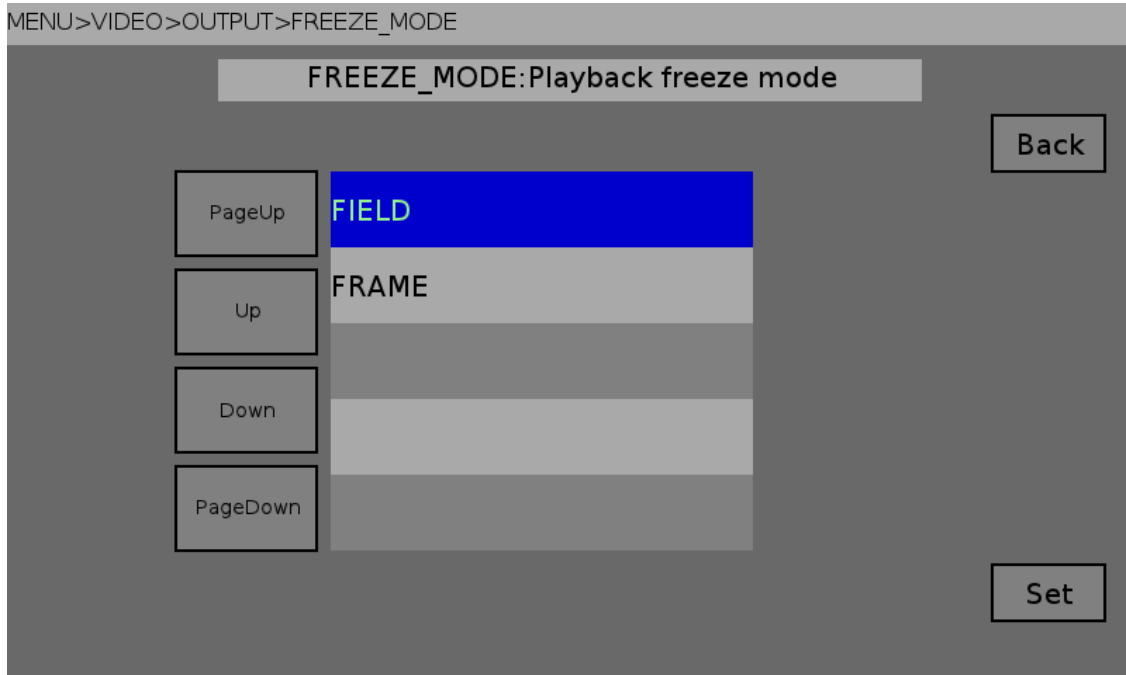 MENU>VIDEO>OUTPUT>FREEZE_MODE
FREEZE_MODE:Playback freeze mode
Back
PageUp
FIELD
Up
FRAME
Down
PageDown
Set